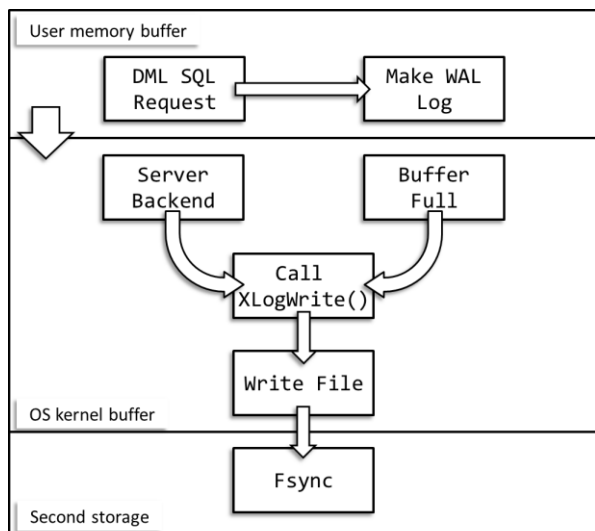 User memory buffer
DML SQL
Request
Make WAL
Log
Server
Backend
Buffer
Full
Call
XLogWrite()
Write File
OS kernel buffer
Fsync
Second storage